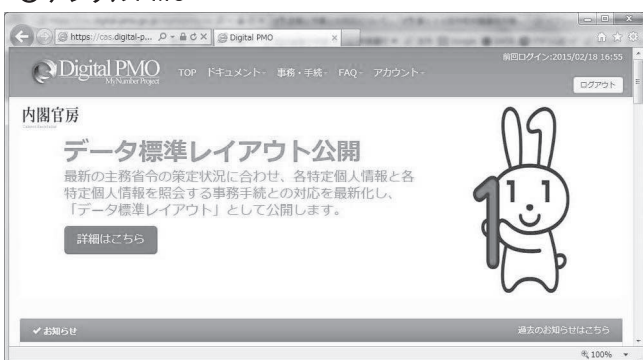 https://cas.digital-p...
Digital PMO
Digital PMO
My Number Project
TOP ドキュメント 事務・手続 FAQ アカウント
前回ログイン:2015/02/18 16:55
ログアウト
内閣官房
データ標準レイアウト公開
最新の主務省令の策定状況に合わせ、各特定個人情報と各
特定個人情報を照会する事務手続との対応を最新化し、
「データ標準レイアウト」として公開します。
詳細はこちら
お知らせ
過去のお知らせはこちら
100%